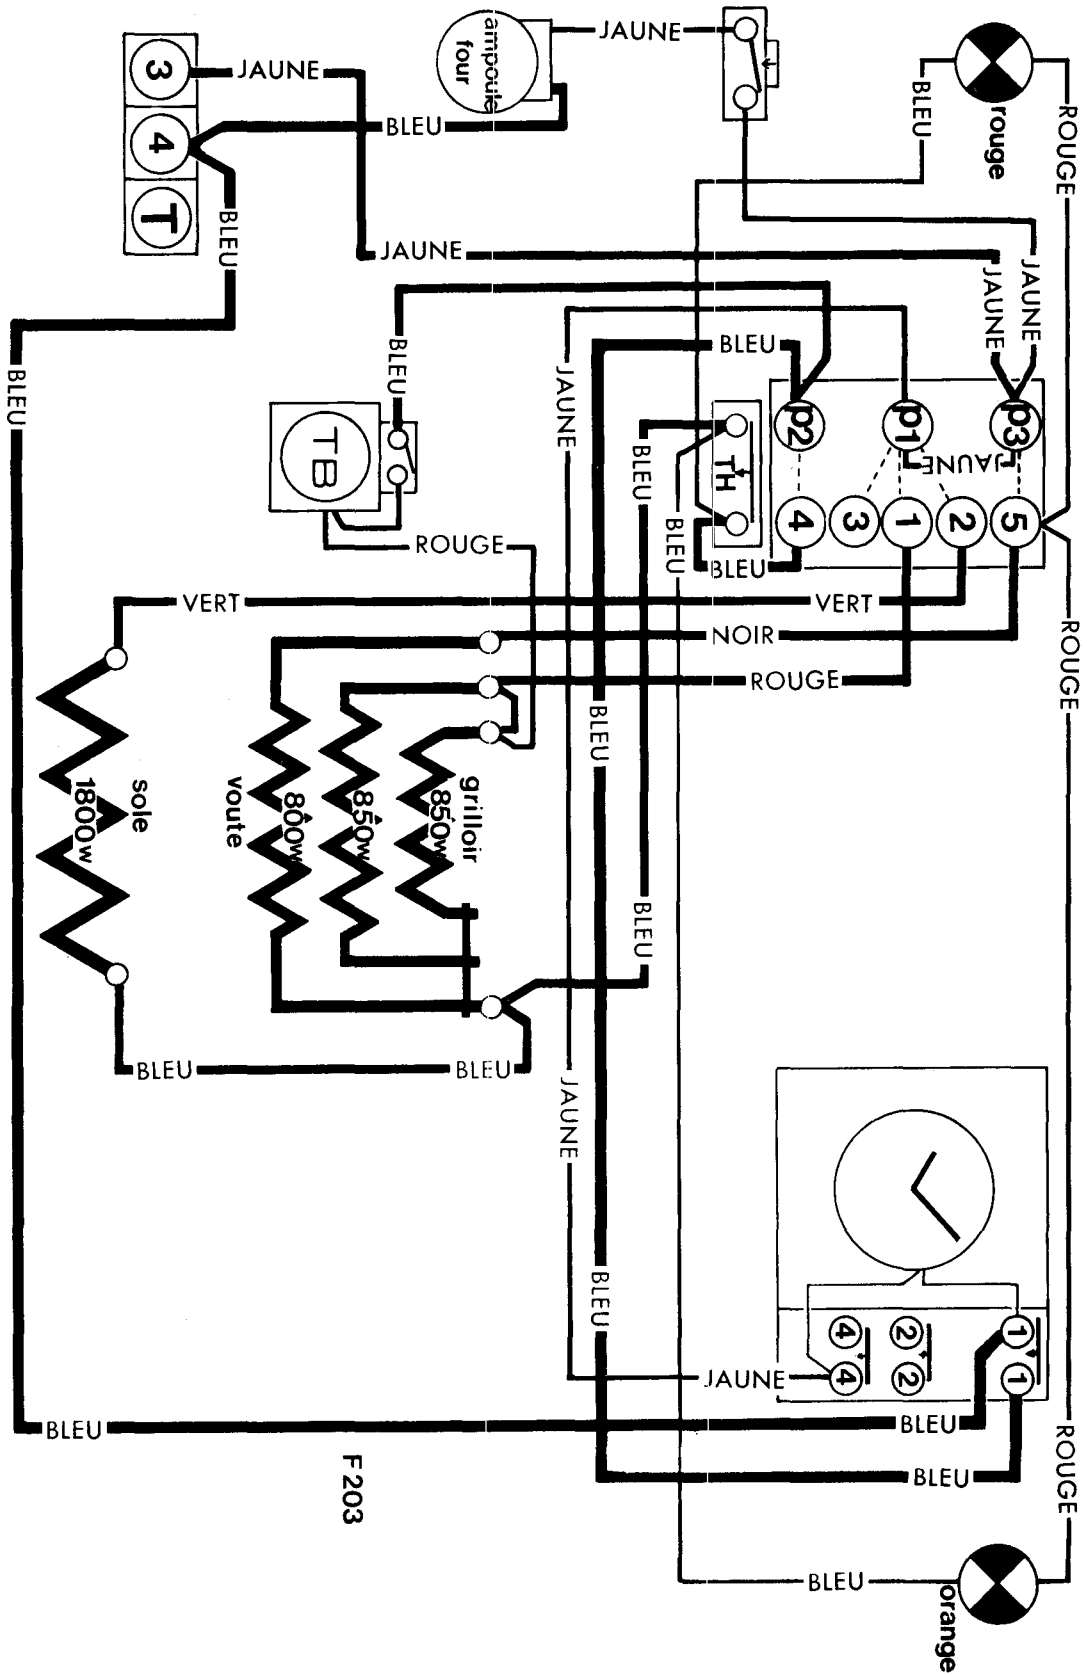 3
JAUNE
ampoule
four
JAUNE
BLEU
rouge
ROUGE
4
BLEU
T
BLEU
JAUNE
JAUNE
JAUNE
BLEU
BLEU
BLEU
JAUNE
P2
P1
P3
JAUNE
TB
BLEU
TH
4
3
1
2
5
ROUGE
BLEU
BLEU
VERT
VERT
NOIR
ROUGE
ROUGE
BLEU
sole
1800w
voute
800w
850w
850w
grilloir
BLEU
BLEU
BLEU
JAUNE
BLEU
4
4
2
2
1
1
JAUNE
BLEU
BLEU
BLEU
ROUGE
F203
BLEU
orange